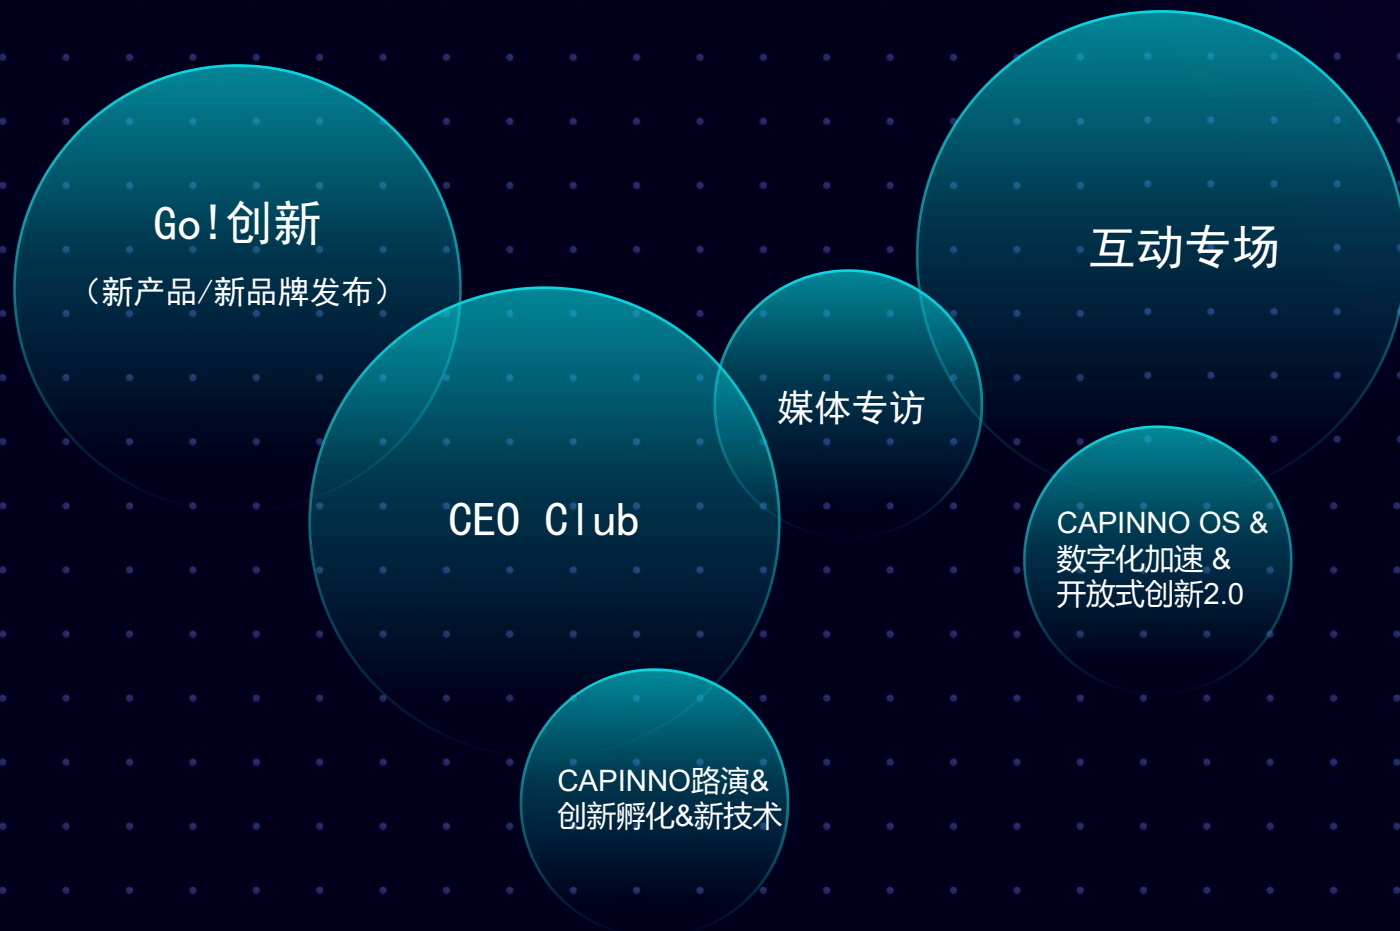 Go!创新
（新产品/新品牌发布）
CEO Club
媒体专访
互动专场
CAPINNO OS &
数字化加速 &
开放式创新2.0
CAPINNO路演&
创新孵化&新技术